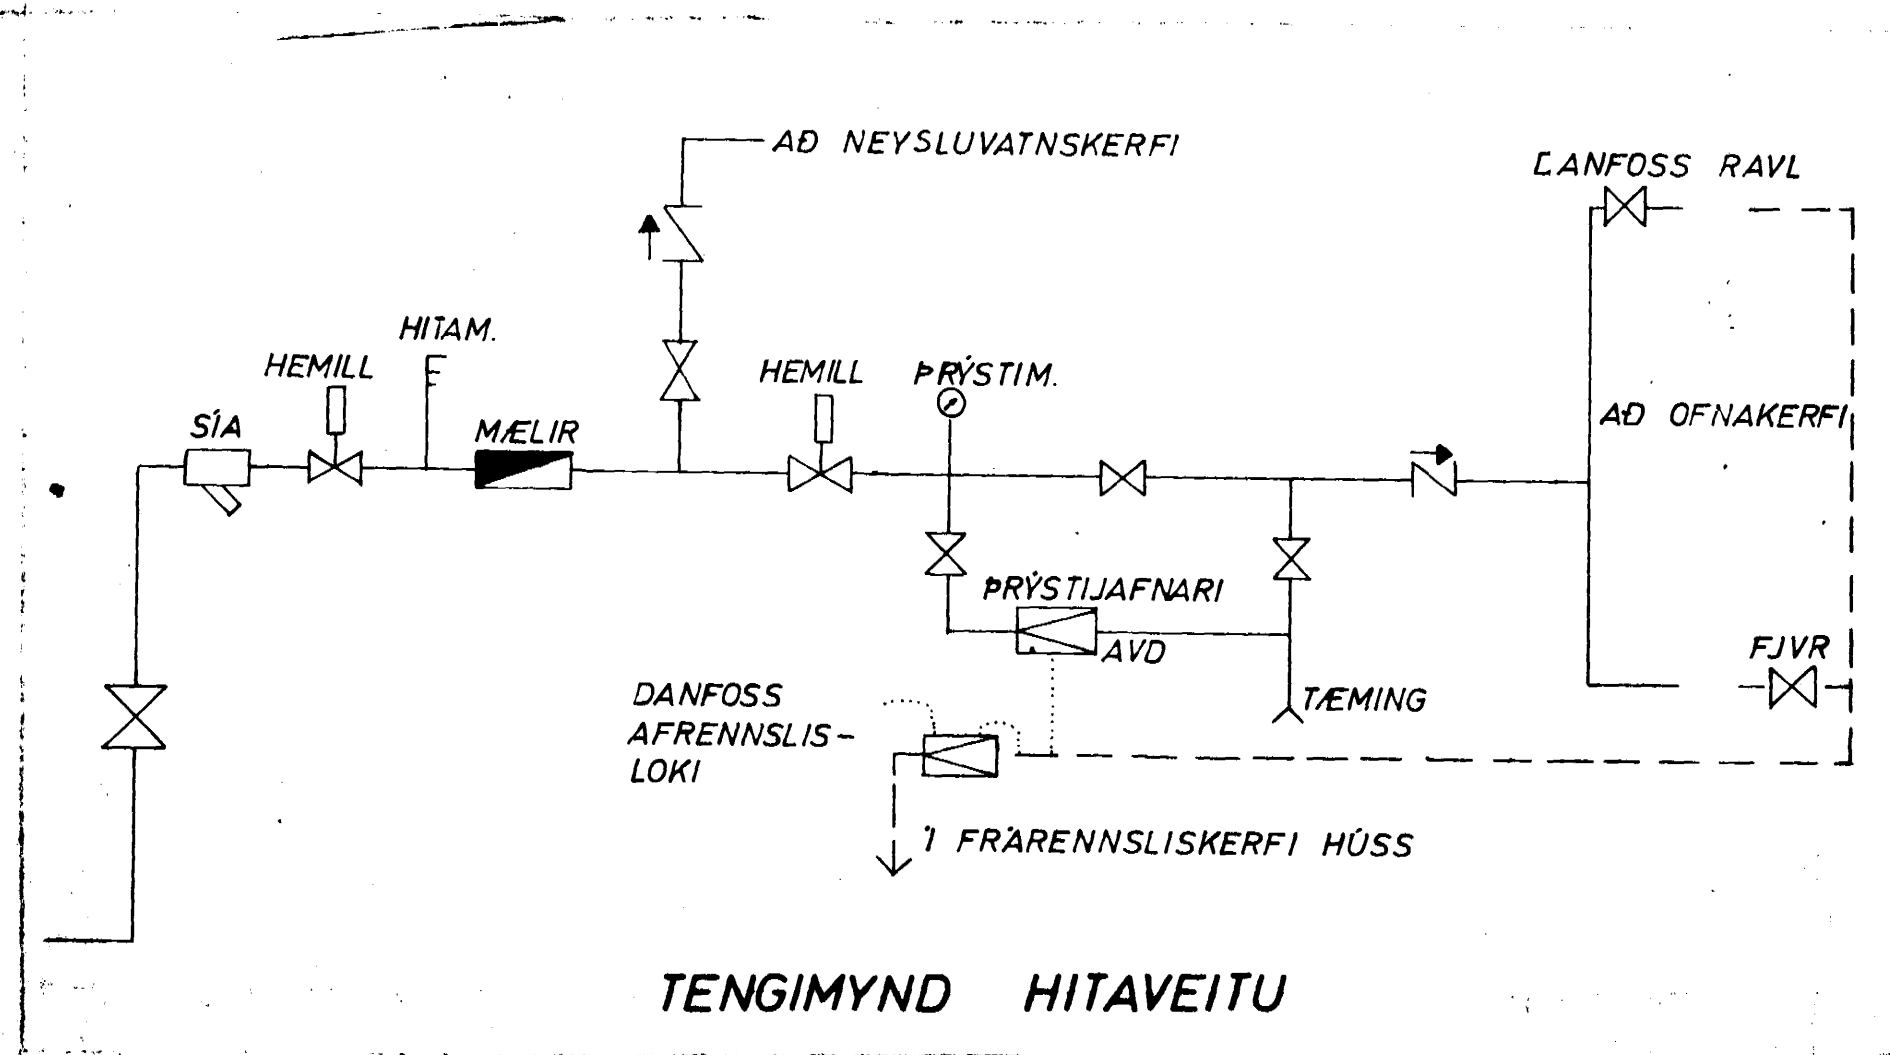 AÐ NEYSLUVATNSKERFI
DANFOSS RAVL
HITAM.
HEMILL
HEMILL
ÞRÝSTIM.
SÍA
MÆLIR
AÐ OFNAKERFI
ÞRÝSTIJAFNARI
AVD
FJVR
DANFOSS
AFRENNSLIS-
LOKI
TÆMING
Í FRÁRENNSLISKERFI HÚSS
TENGIMYND HITAVEITU